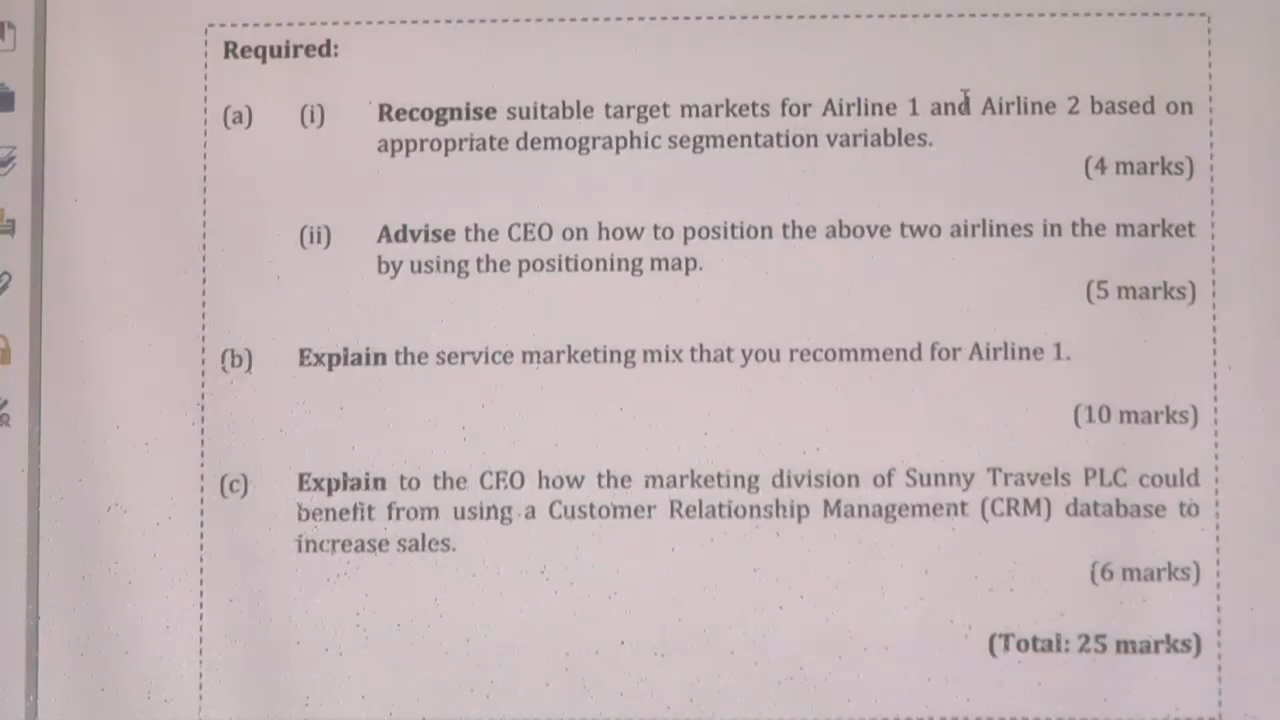 Required:
(a) (i) Recognise suitable target markets for Airline 1 and Airline 2 based on
appropriate demographic segmentation variables.
(4 marks)
(ii) Advise the CEO on how to position the above two airlines in the market
by using the positioning map.
(5 marks)
(b) Explain the service marketing mix that you recommend for Airline 1.
(10 marks)
(c) Explain to the CEO how the marketing division of Sunny Travels PLC could
benefit from using a Customer Relationship Management (CRM) database to
increase sales.
(6 marks)
(Total: 25 marks)